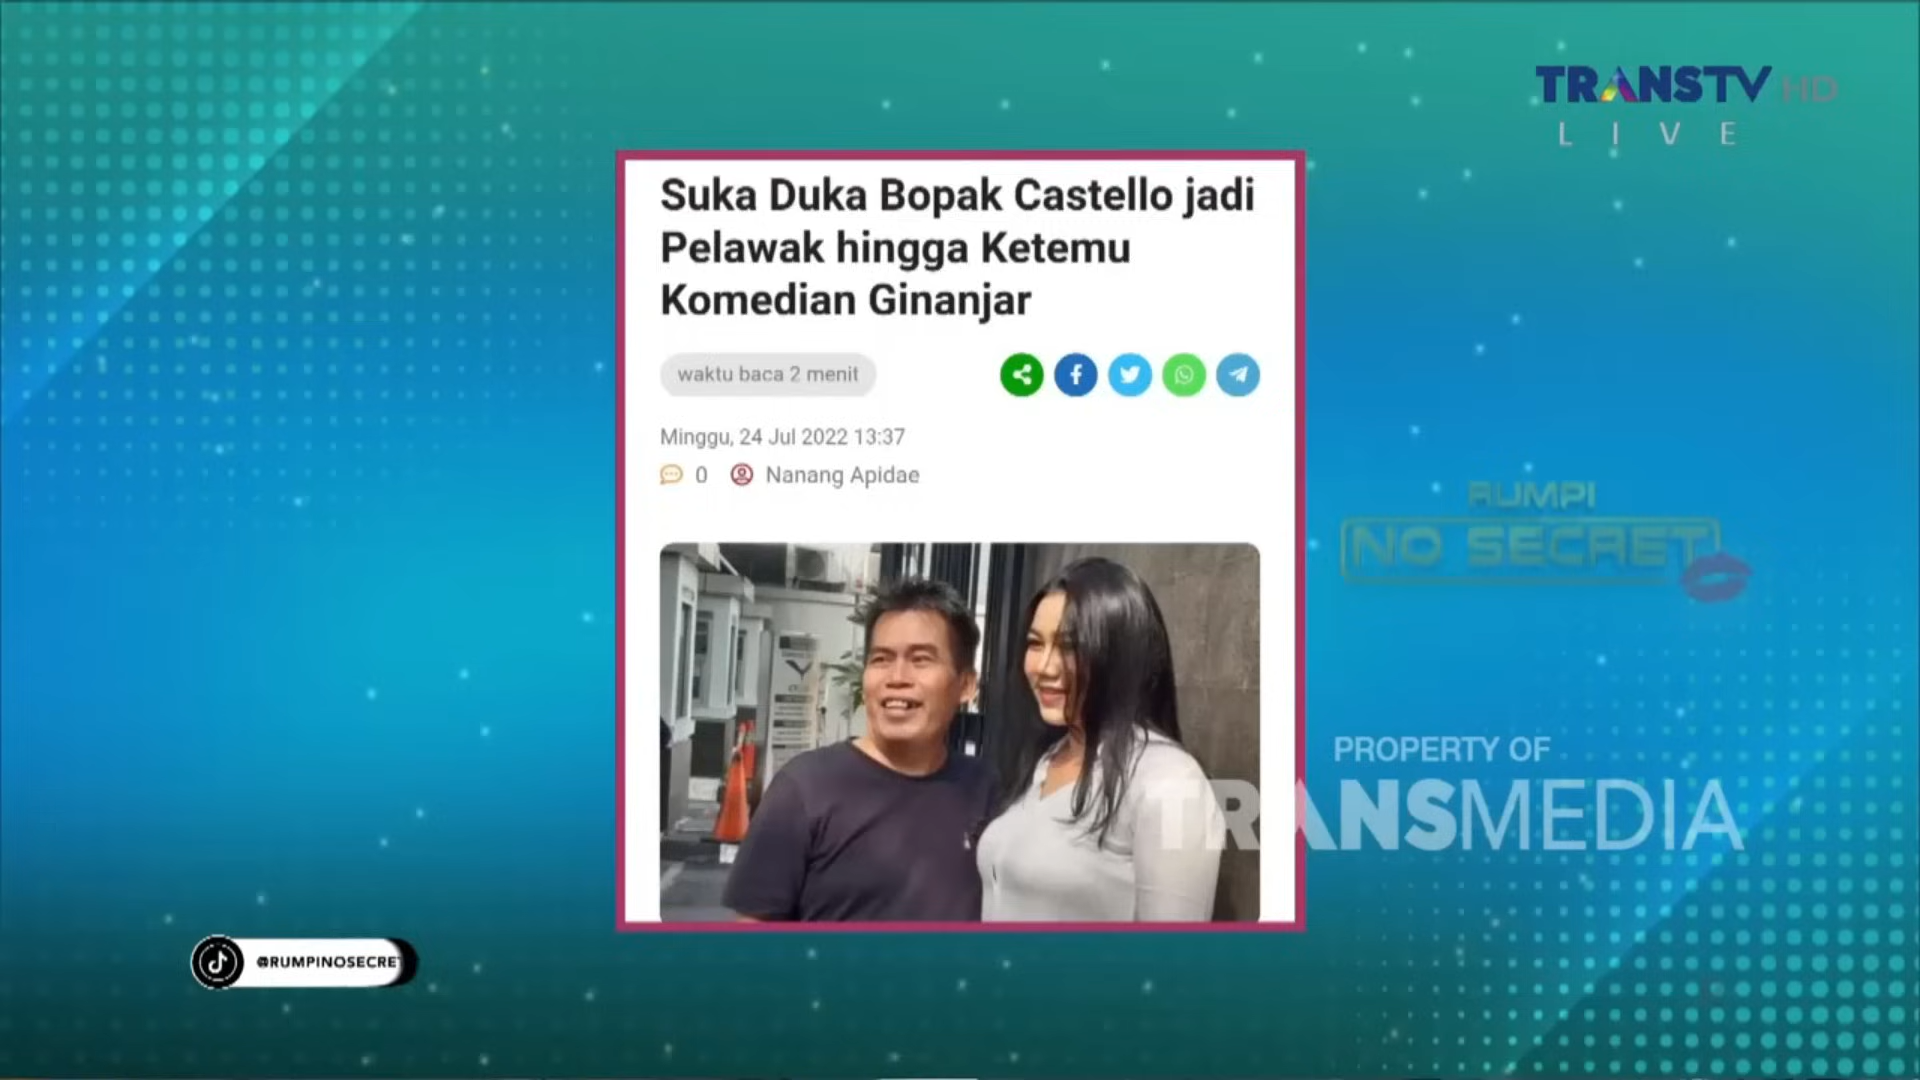 TRANSTV HD
LIVE
Suka Duka Bopak Castello jadi
Pelawak hingga Ketemu
Komedian Ginanjar
waktu baca 2 menit
Minggu, 24 Jul 2022 13:37
0 Nanang Apidae
RUMPI
NO SECRET
PROPERTY OF
TRANSMEDIA
@RUMPINOSECRE